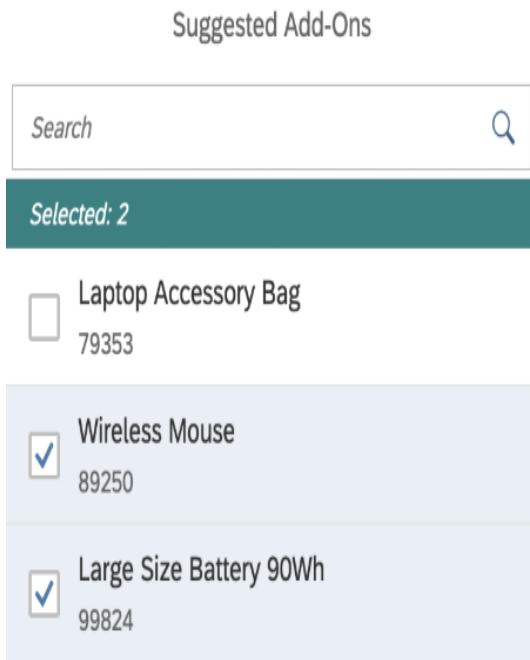 Suggested Add-Ons
Search
Selected: 2
Laptop Accessory Bag
79353
Wireless Mouse
89250
Large Size Battery 90Wh
99824